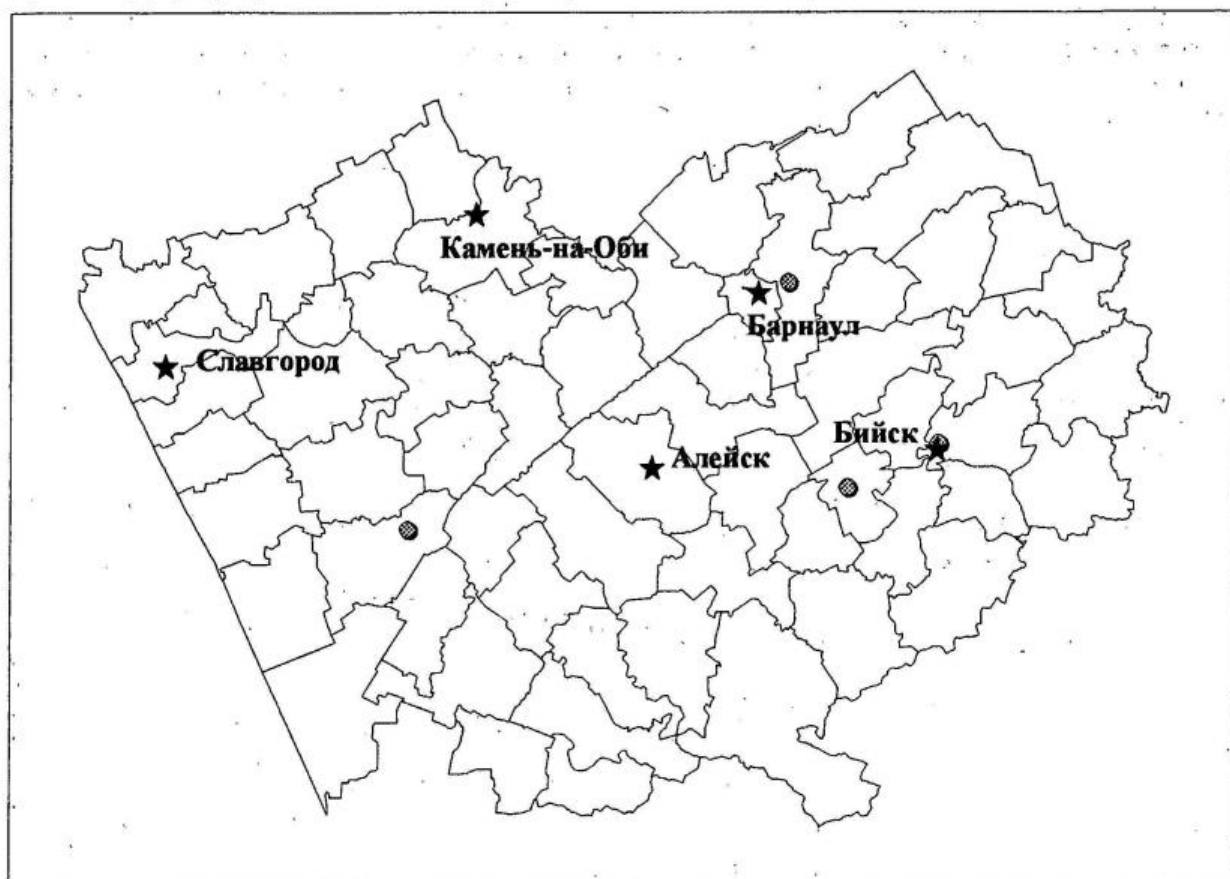 Камень-на-Оби
Барнаул
Славгород
Бийск
Алейск